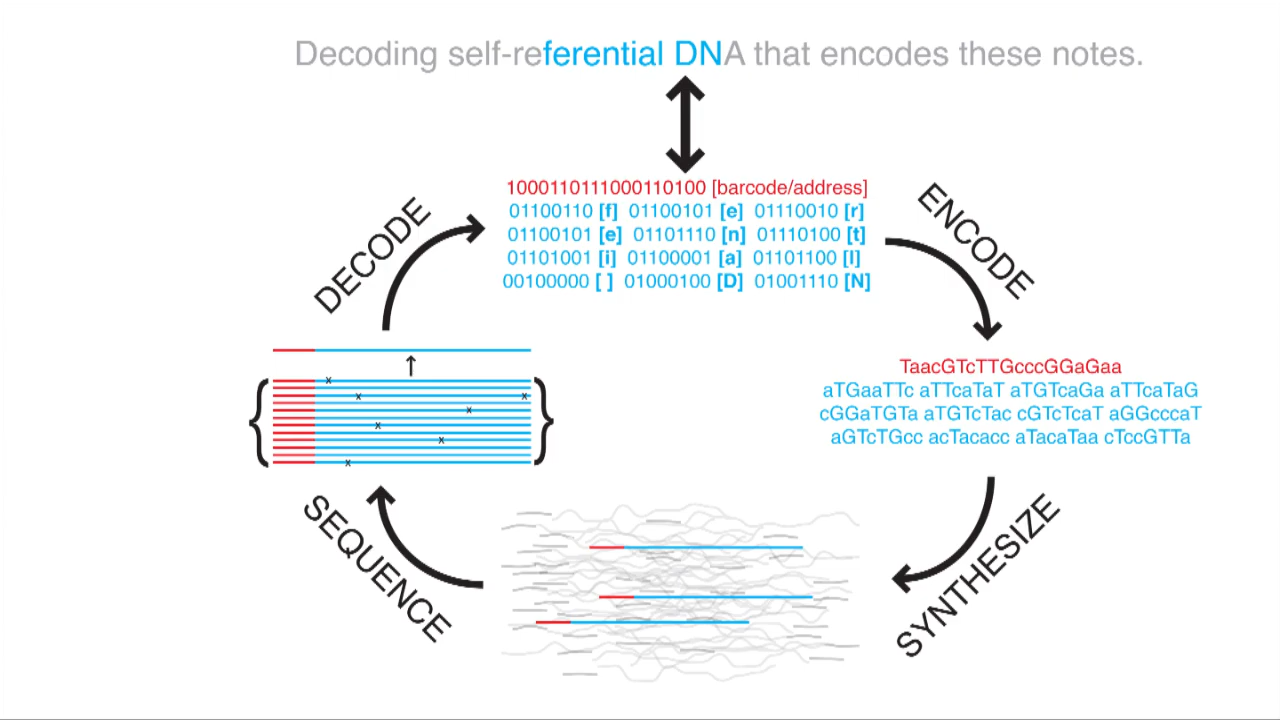 Decoding self-referential DNA that encodes these notes.
1000110111000110100 [barcode/address]
01100110 [f] 01100101 [e] 01110010 [r]
01100101 [e] 01101110 [n] 01110100 [t]
01101001 [i] 01100001 [a] 01101100 [l]
00100000 [ ] 01000100 [D] 01001110 [N]
DECODE
ENCODE
TaacGTcTTGcccGGaGaa
aTGaaTTc aTTcaTaT aTGTcaGa aTTcaTaG
cGGaTGTa aTGTcTac cGTcTcaT aGGcccaT
aGTcTGcc acTacacc aTacaTaa cTccGTTa
x
x x
x
x
x
x
SEQUENCE
SYNTHESIZE